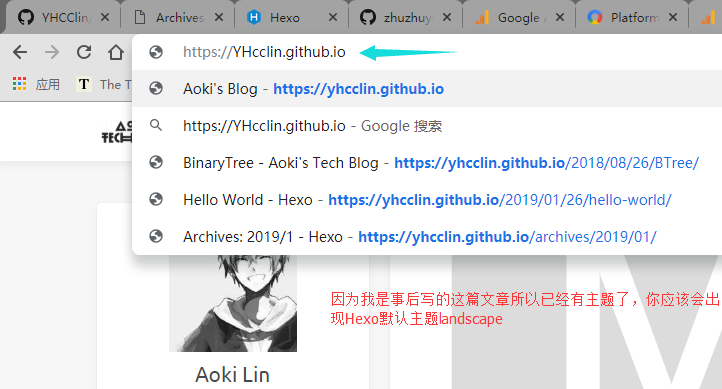 YHCClin/
Archives
Hexo
zhuzhuy
Google A
Platform
https://YHcclin.github.io
应用
T The T
Aoki's Blog - https://yhcclin.github.io
https://YHcclin.github.io - Google 搜索
BinaryTree - Aoki's Tech Blog - https://yhcclin.github.io/2018/08/26/BTree/
Hello World - Hexo - https://yhcclin.github.io/2019/01/26/hello-world/
Archives: 2019/1 - Hexo - https://yhcclin.github.io/archives/2019/01/
因为我是事后写的这篇文章所以已经有主题了，你应该会出
现Hexo默认主题landscape
Aoki Lin